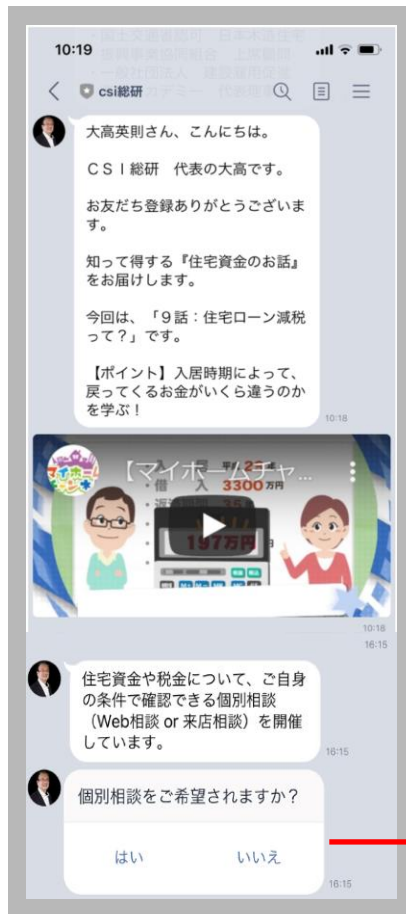 10:19
csi総研
大高英則さん、こんにちは。
ＣＳＩ総研　代表の大高です。
お友だち登録ありがとうございま
す。
知って得する『住宅資金のお話』
をお届けします。
今回は、「９話：住宅ローン減税
って？」です。
【ポイント】入居時期によって、
戻ってくるお金がいくら違うのか
を学ぶ！
10:18
【マイホームチャ...
・借　入　3300万円
197万円
10:18
16:15
住宅資金や税金について、ご自身
の条件で確認できる個別相談
（Web相談 or 来店相談）を開催
しています。
16:15
個別相談をご希望されますか？
はい　いいえ
16:15